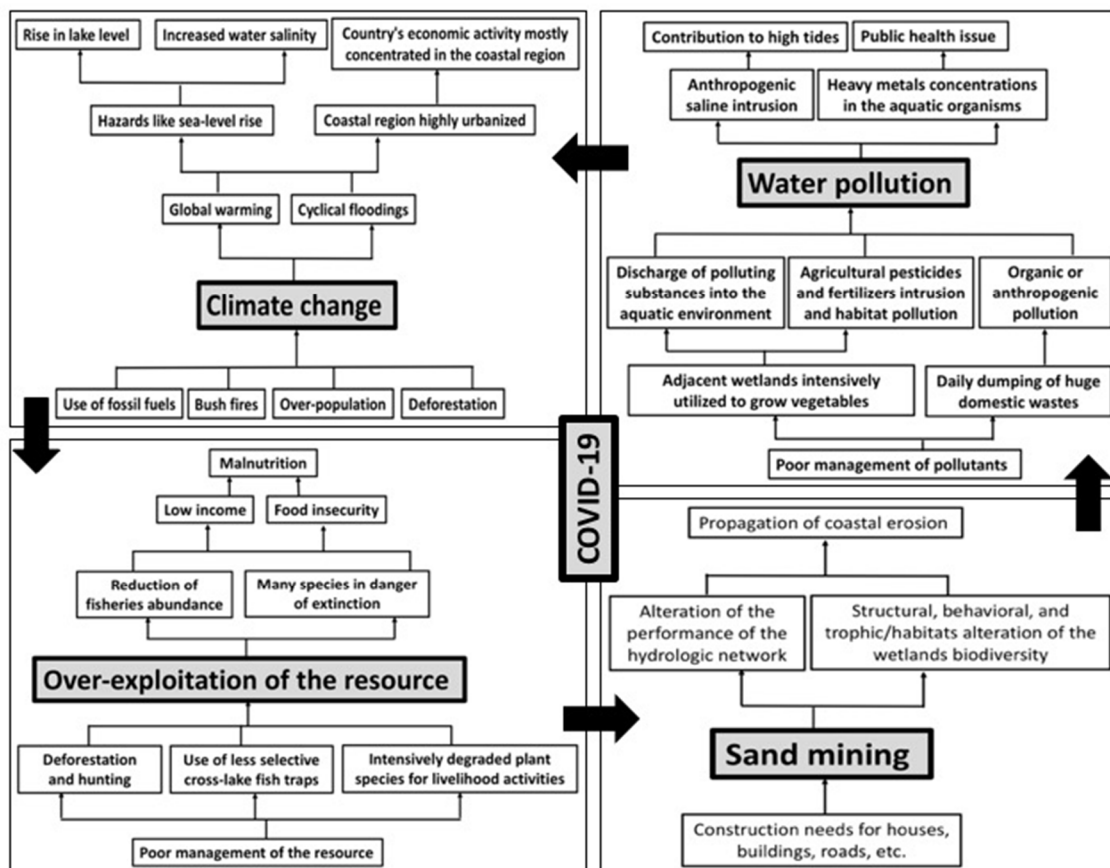 Rise in lake level
Increased water salinity
Country's economic activity mostly
concentrated in the coastal region
Hazards like sea-level rise
Coastal region highly urbanized
Global warming
Cyclical floodings
Climate change
Use of fossil fuels
Bush fires
Over-population
Deforestation
Contribution to high tides
Public health issue
Anthropogenic
saline intrusion
Heavy metals concentrations
in the aquatic organisms
Water pollution
Discharge of polluting
substances into the
aquatic environment
Agricultural pesticides
and fertilizers intrusion
and habitat pollution
Organic or
anthropogenic
pollution
Adjacent wetlands intensively
utilized to grow vegetables
Daily dumping of huge
domestic wastes
Poor management of pollutants
COVID-19
Malnutrition
Low income
Food insecurity
Reduction of
fisheries abundance
Many species in danger
of extinction
Over-exploitation of the resource
Deforestation
and hunting
Use of less selective
cross-lake fish traps
Intensively degraded plant
species for livelihood activities
Poor management of the resource
Propagation of coastal erosion
Alteration of the
performance of the
hydrologic network
Structural, behavioral, and
trophic/habitats alteration of the
wetlands biodiversity
Sand mining
Construction needs for houses,
buildings, roads, etc.